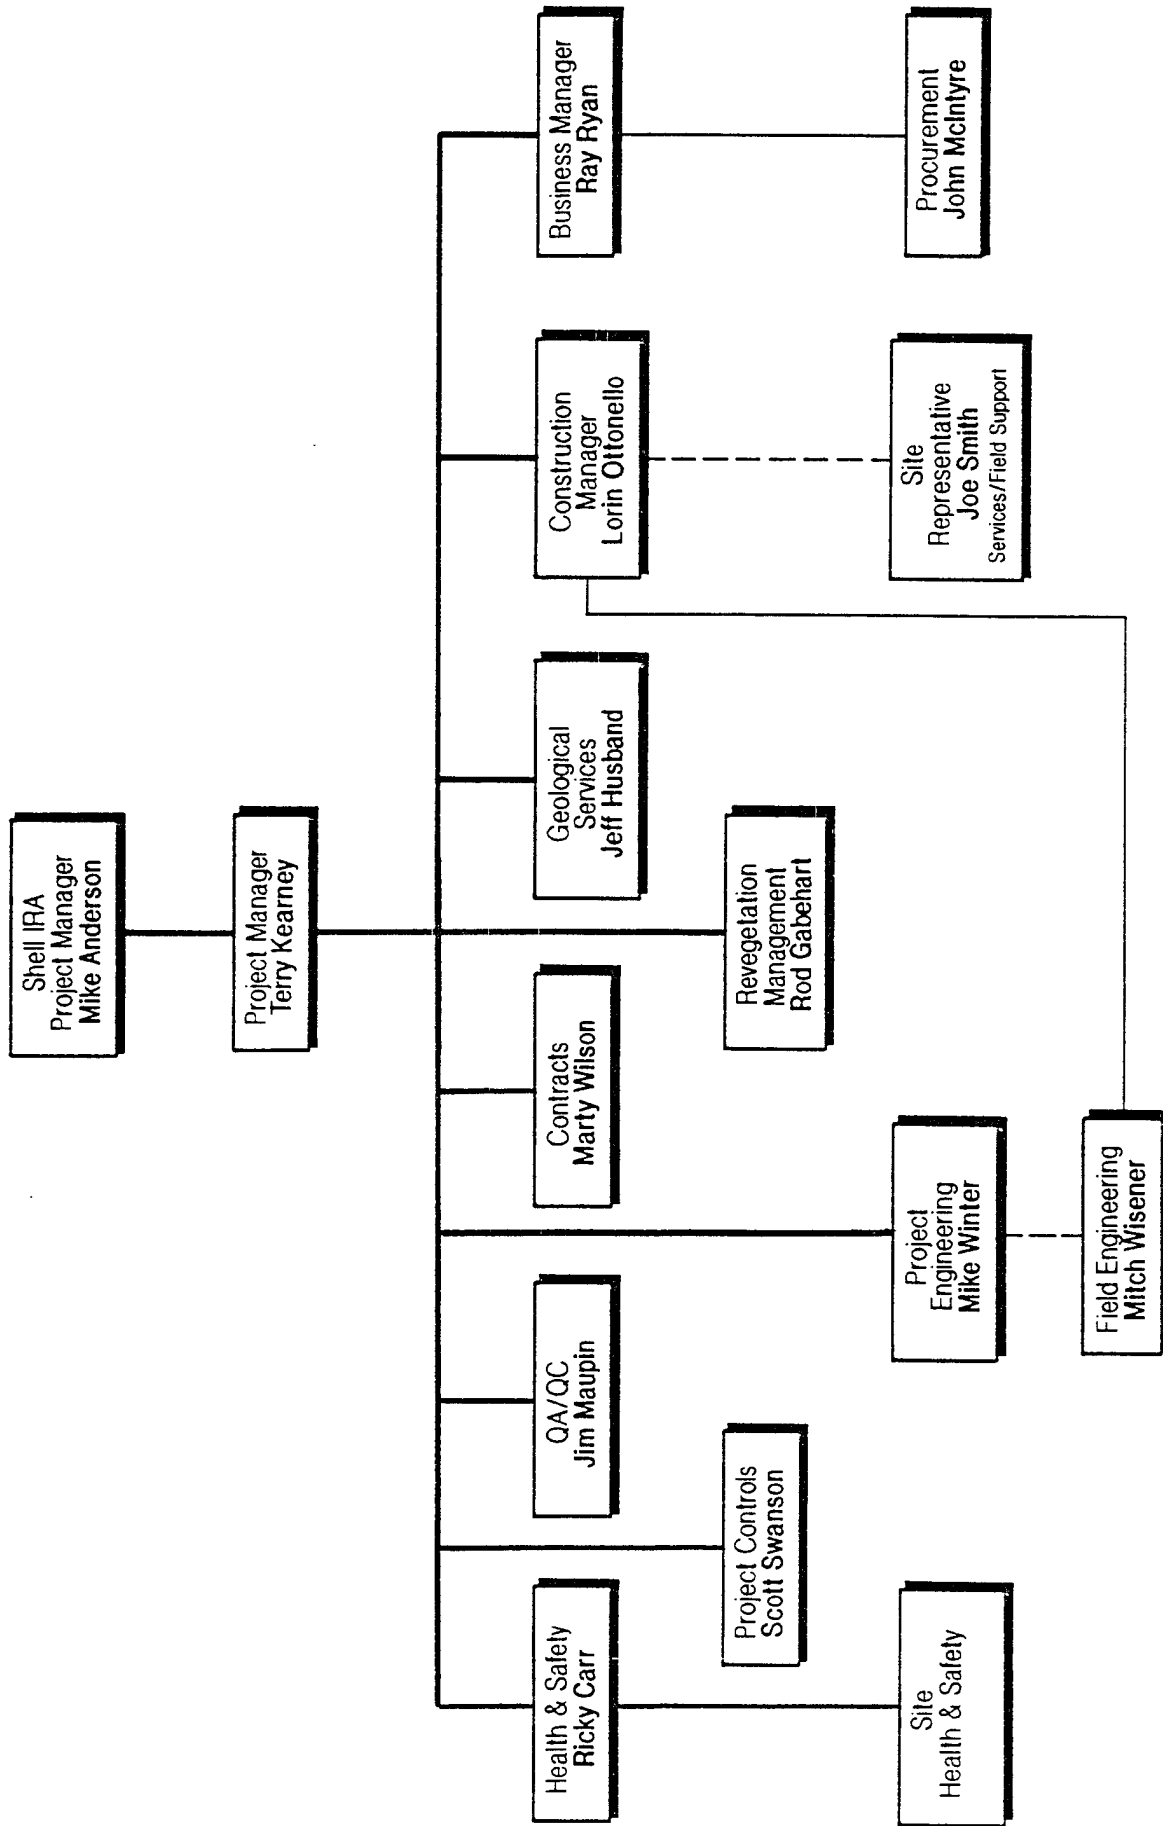 Shell IRA
Project Manager
Mike Anderson
Project Manager
Terry Kearney
Health & Safety
Ricky Carr
QA/QC
Jim Maupin
Contracts
Marty Wilson
Geological
Services
Jeff Husband
Construction
Manager
Lorin Ottonello
Business Manager
Ray Ryan
Project Controls
Scott Swanson
Revegetation
Management
Rod Gabehart
Site
Health & Safety
Project
Engineering
Mike Winter
Site
Representative
Joe Smith
Services/Field Support
Procurement
John McIntyre
Field Engineering
Mitch Wisener